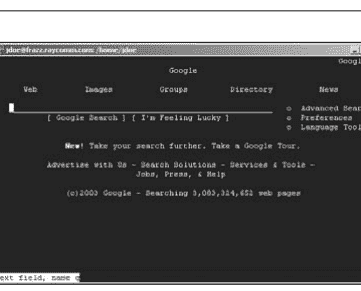 jdoe@frazz.raycomm.com: /home/jdoe
Googl
Google
Web Images Groups Directory News
o Advanced Sear
[ Google Search ] [ I'm Feeling Lucky ] o Preferences
o Language Tool
New! Take your search further. Take a Google Tour.
Advertise with Us - Search Solutions - Services & Tools -
Jobs, Press, & Help
(c)2003 Google - Searching 3,083,324,652 web pages
ext field, name q